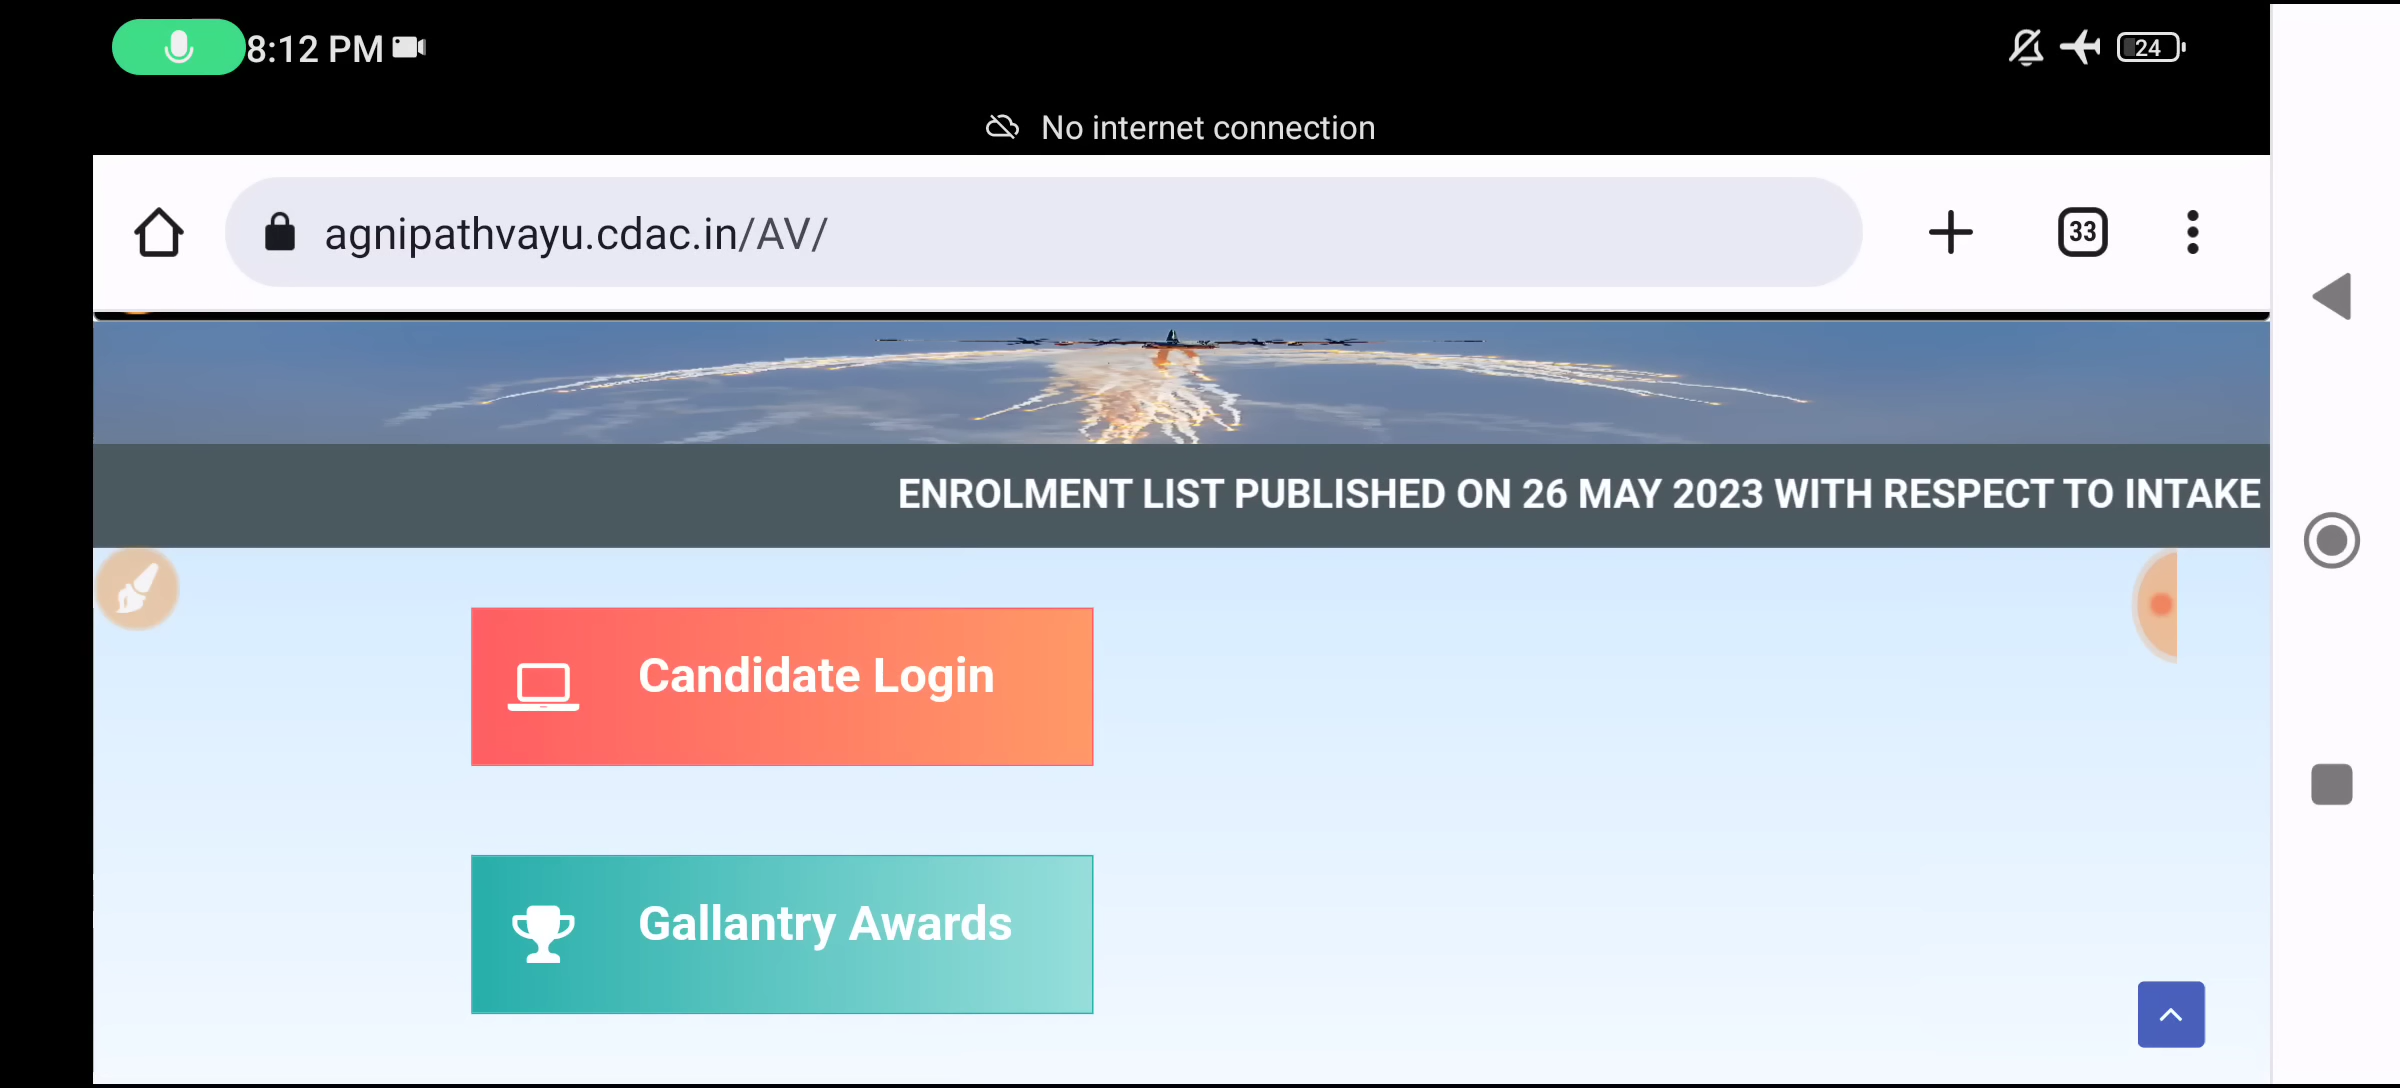 8:12 PM
24
No internet connection
agnipathvayu.cdac.in/AV/
33
ENROLMENT LIST PUBLISHED ON 26 MAY 2023 WITH RESPECT TO INTAKE
Candidate Login
Gallantry Awards